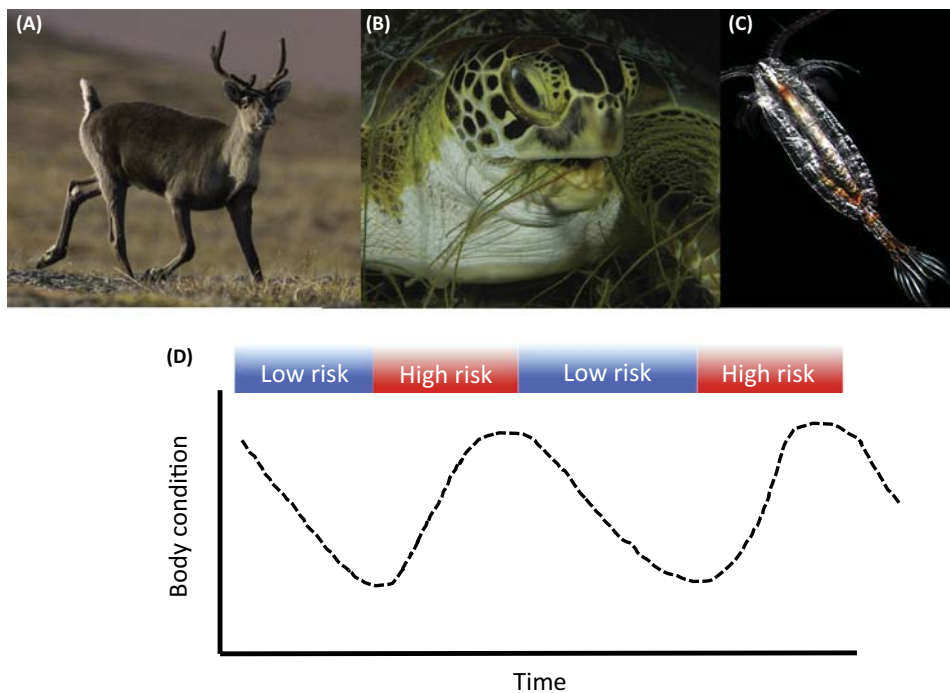 (A)
(B)
(C)
(D)
Low risk
High risk
Low risk
High risk
Body condition
Time